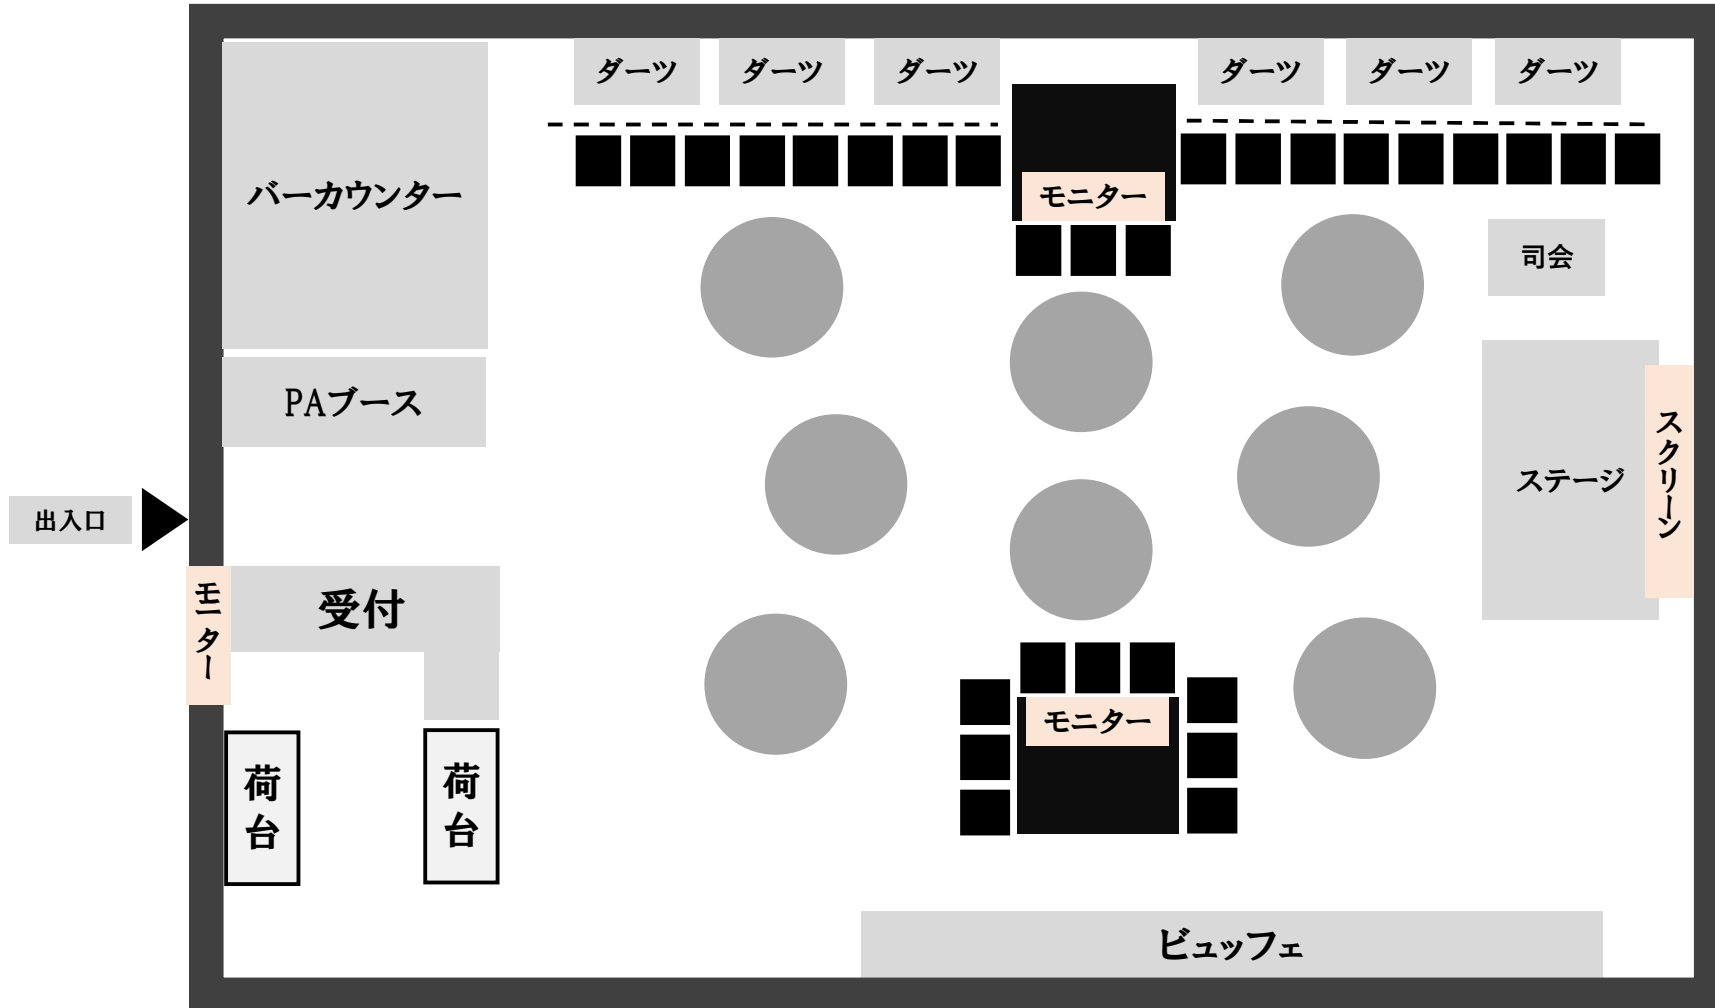 ダーツ
ダーツ
ダーツ
ダーツ
ダーツ
ダーツ
バーカウンター
モニター
司会
PAブース
スクリーン
ステージ
出入口
受付
モニター
モニター
荷台
荷台
ビュッフェ